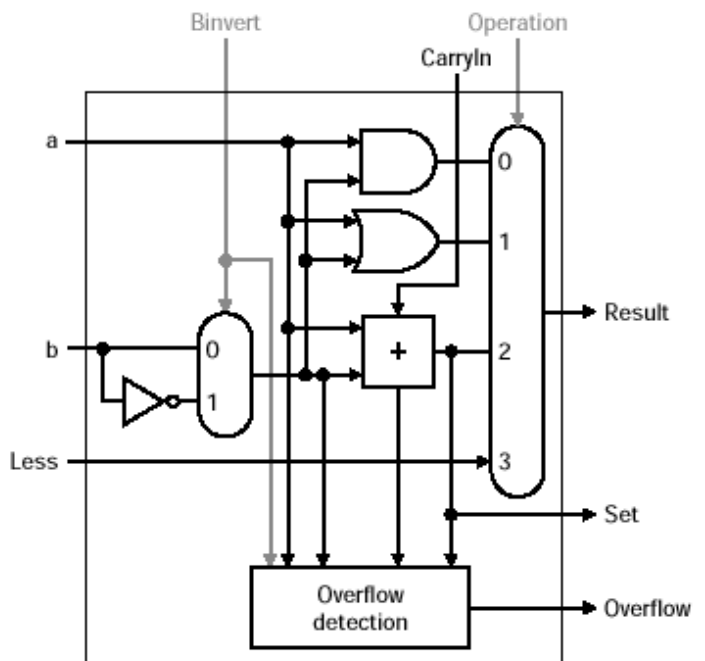 Binvert
Operation
CarryIn
a
0
1
Result
b
0
+
2
1
Less
3
Set
Overflow
detection
Overflow